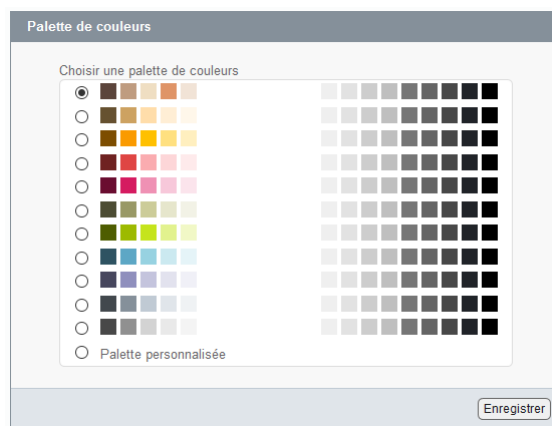 Palette de couleurs
Choisir une palette de couleurs
Palette personnalisée
Enregistrer